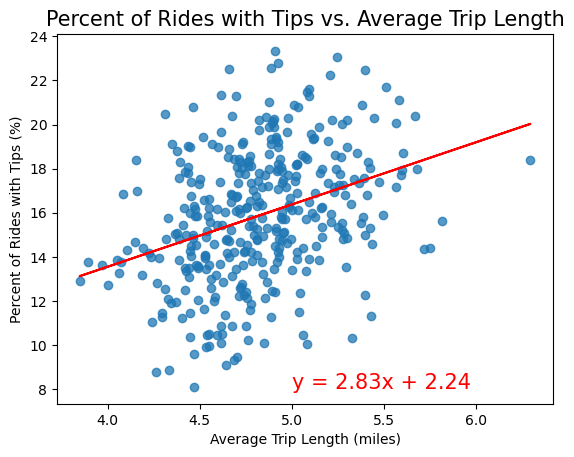 Percent of Rides with Tips vs. Average Trip Length
Percent of Rides with Tips (%)
24
22
20
18
16
14
12
10
8
y = 2.83x + 2.24
4.0 4.5 5.0 5.5 6.0
Average Trip Length (miles)